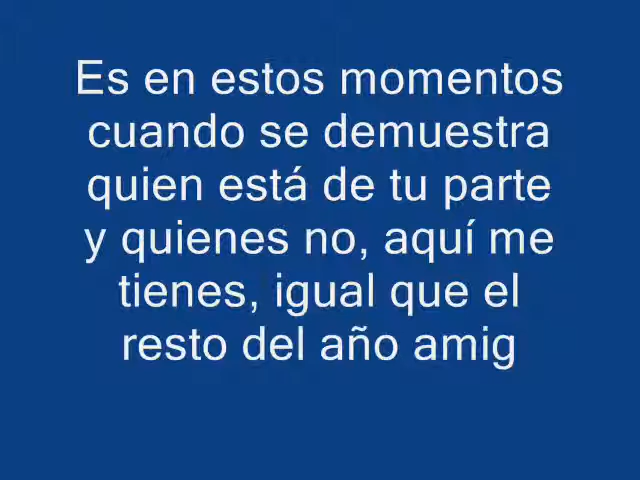 Es en estos momentos
cuando se demuestra
quien está de tu parte
y quienes no, aquí me
tienes, igual que el
resto del año amig